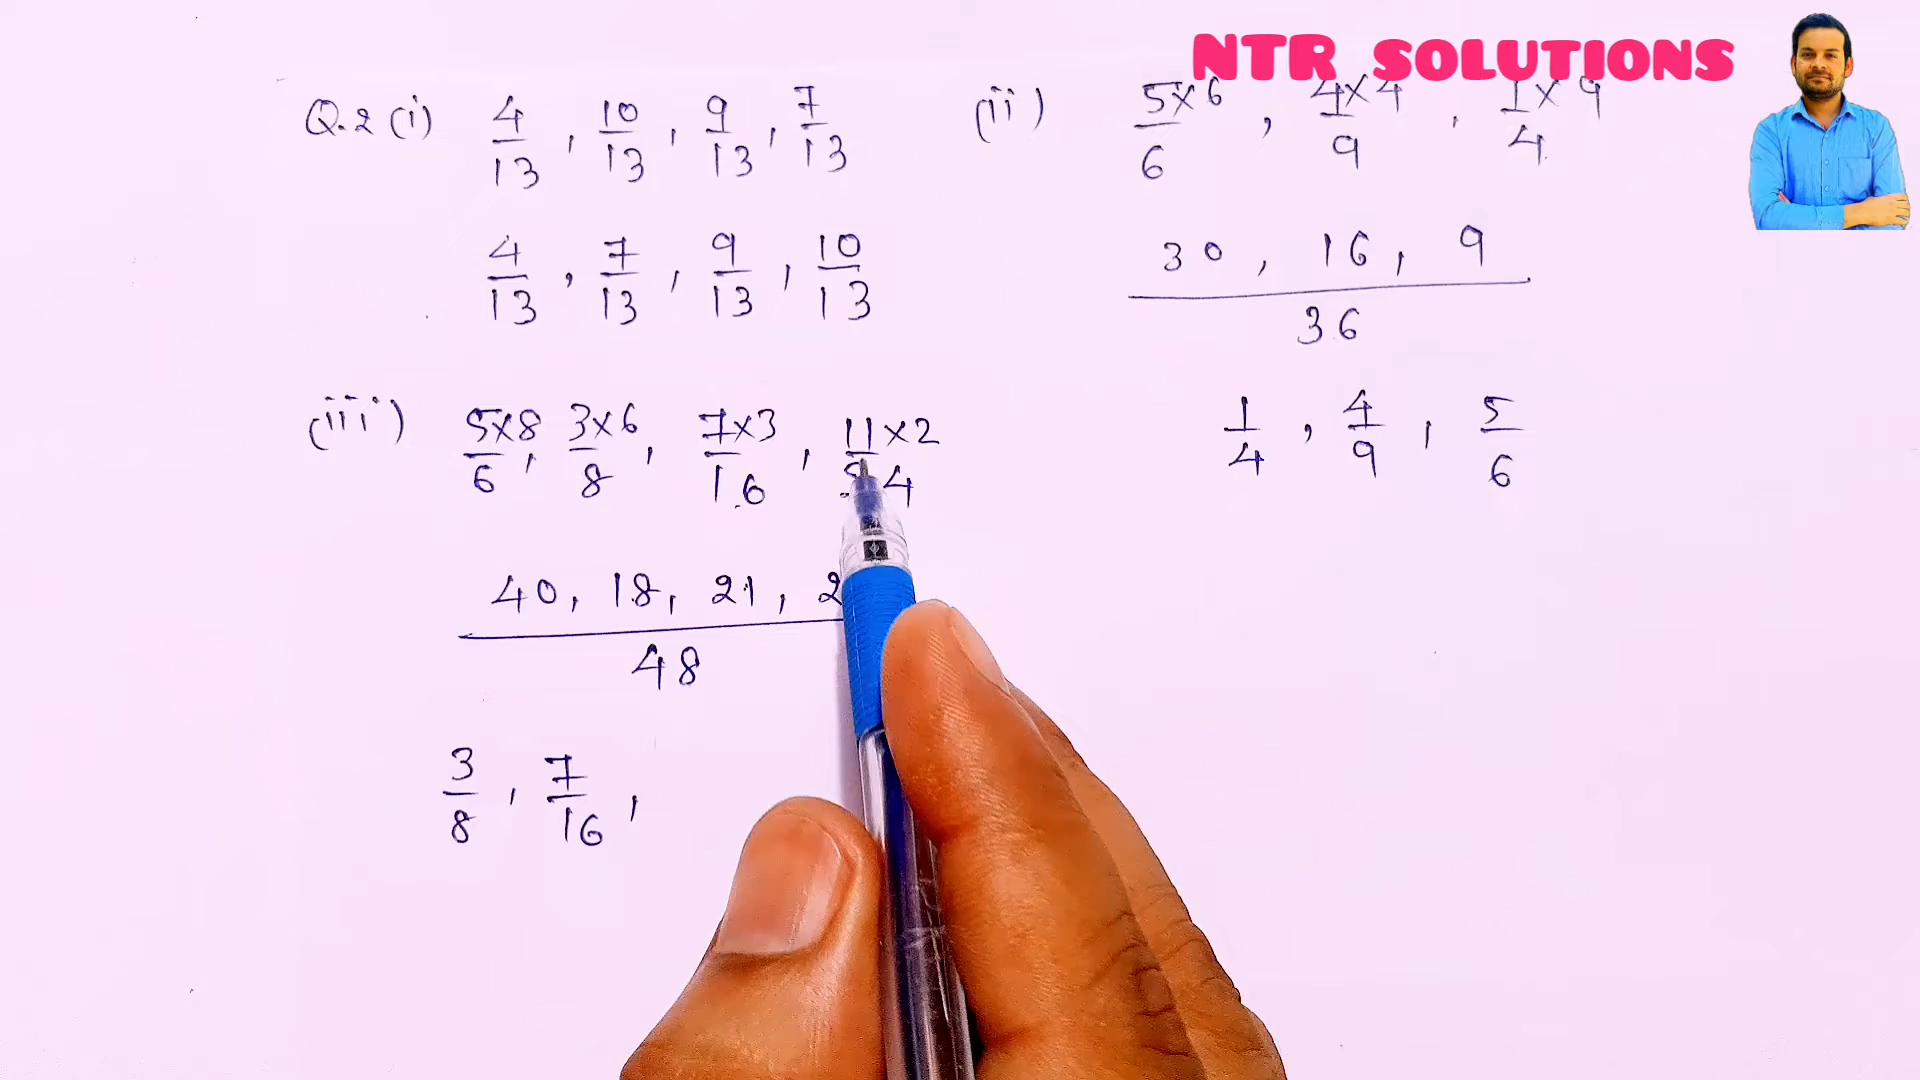 NTR SOLUTIONS
Q.2 (i) 4/13 , 10/13 , 9/13 , 7/13
4/13 , 7/13 , 9/13 , 10/13
(ii) 5×6/6 , 4×4/9 , 1×9/4
30 , 16 , 9
36
1/4 , 4/9 , 5/6
(iii) 5×8/6 , 3×6/8 , 7×3/16 , 11×2/24
40, 18, 21, 2
48
3/8 , 7/16 ,